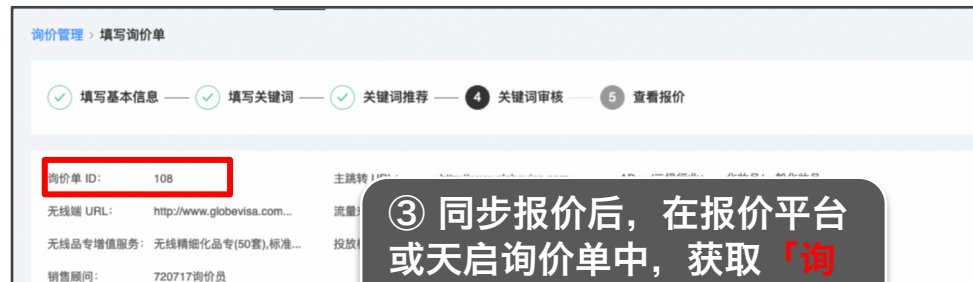 询价管理 > 填写询价单
填写基本信息 填写关键词 关键词推荐 4 关键词审核 5 查看报价
询价单 ID: 108 主跳转
无线端 URL: http://www.globevisa.com...
无线品专增值服务: 无线精细化品专(50套),标准...
销售顾问: 720717询价员
③ 同步报价后，在报价平台
或天启询价单中，获取「询